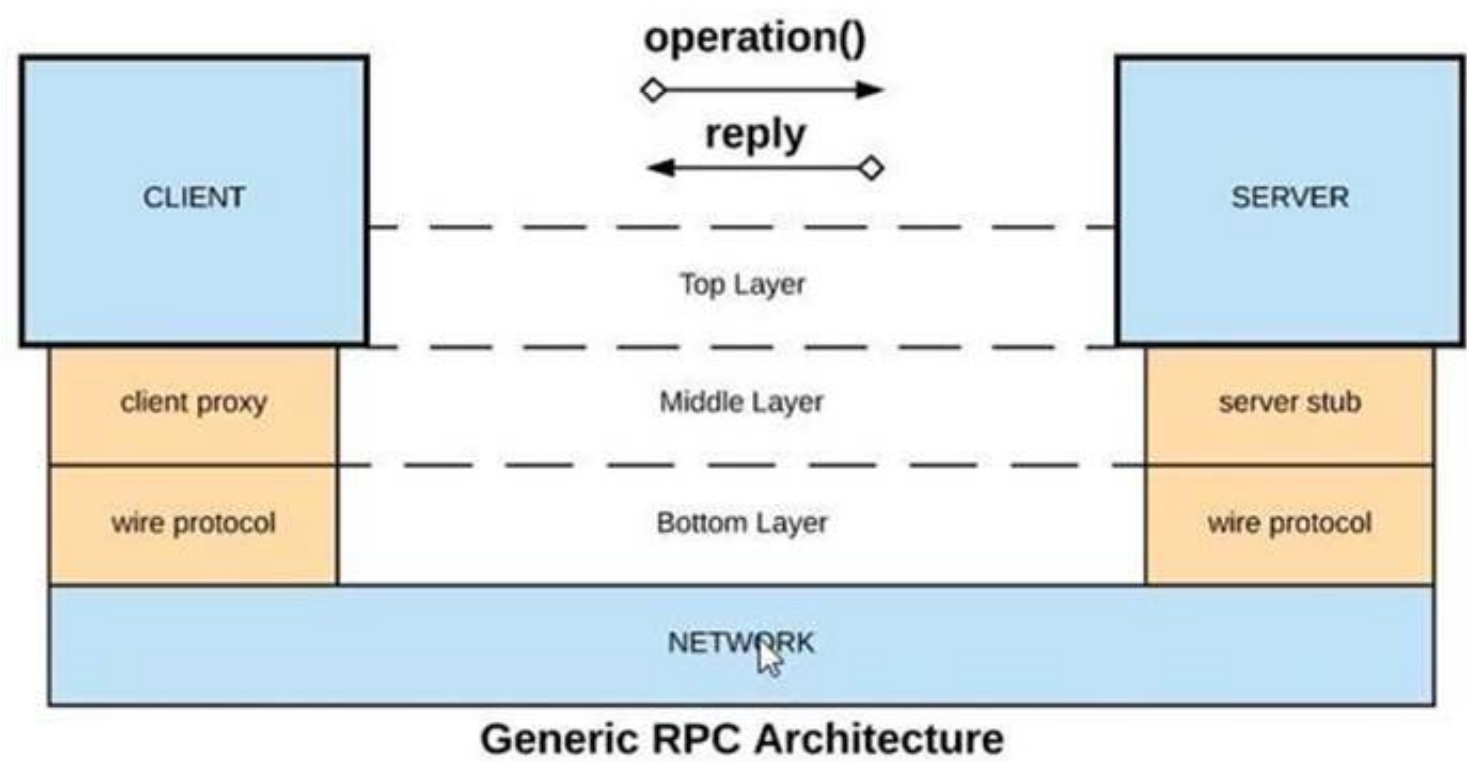 operation()
reply
CLIENT
SERVER
Top Layer
client proxy
Middle Layer
server stub
wire protocol
Bottom Layer
wire protocol
NETWORK
Generic RPC Architecture